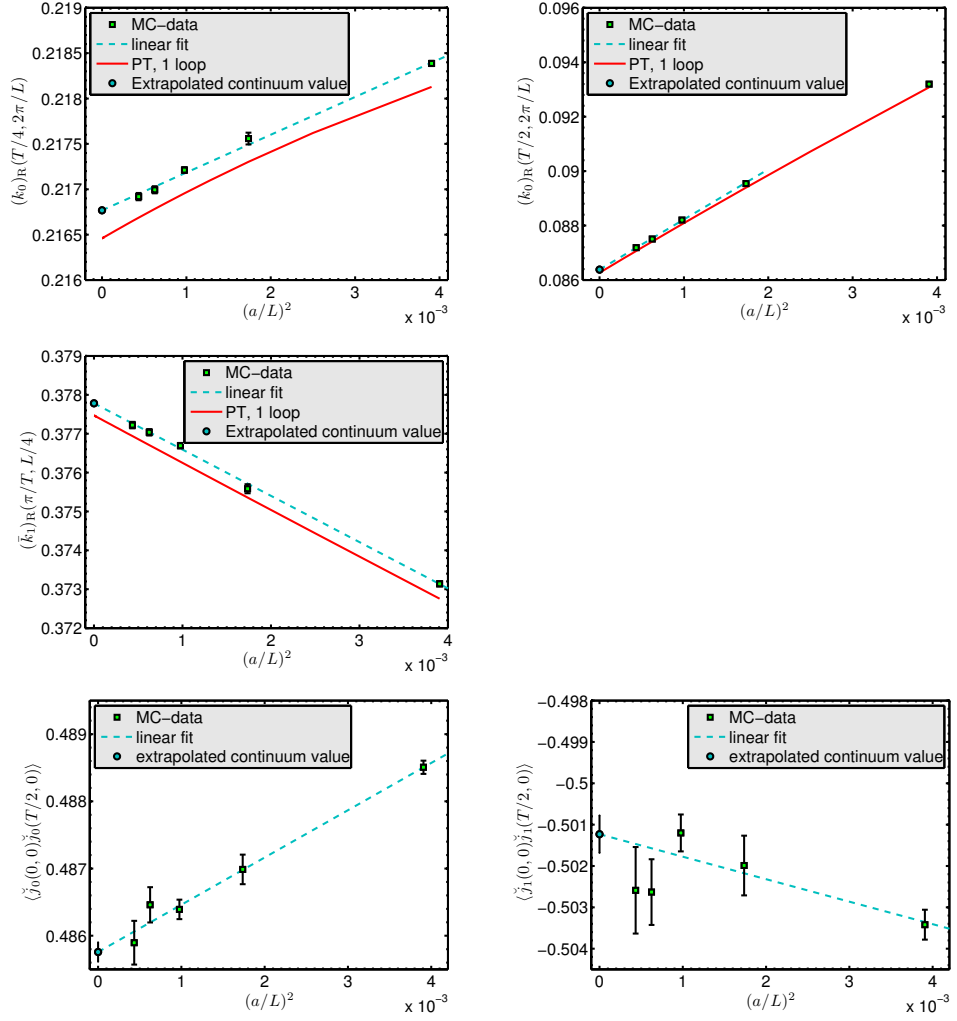 MC−data
linear fit
PT, 1 loop
Extrapolated continuum value
0.2185
0.218
0.2175
0.217
0.2165
0.216
(k₀)_R(T/4, 2π/L)
0 1 2 3 4
x 10⁻³
(a/L)²
MC−data
linear fit
PT, 1 loop
Extrapolated continuum value
0.096
0.094
0.092
0.09
0.088
0.086
(k₀)_R(T/2, 2π/L)
0 1 2 3 4
x 10⁻³
(a/L)²
MC−data
linear fit
PT, 1 loop
Extrapolated continuum value
0.379
0.378
0.377
0.376
0.375
0.374
0.373
0.372
(k̄₁)_R(π/T, L/4)
0 1 2 3 4
x 10⁻³
(a/L)²
MC−data
linear fit
extrapolated continuum value
0.489
0.488
0.487
0.486
⟨ǰ₀(0,0)ǰ₀(T/2,0)⟩
0 1 2 3 4
x 10⁻³
(a/L)²
MC−data
linear fit
extrapolated continuum value
−0.498
−0.499
−0.5
−0.501
−0.502
−0.503
−0.504
⟨ǰ₁(0,0)ǰ₁(T/2,0)⟩
0 1 2 3 4
x 10⁻³
(a/L)²